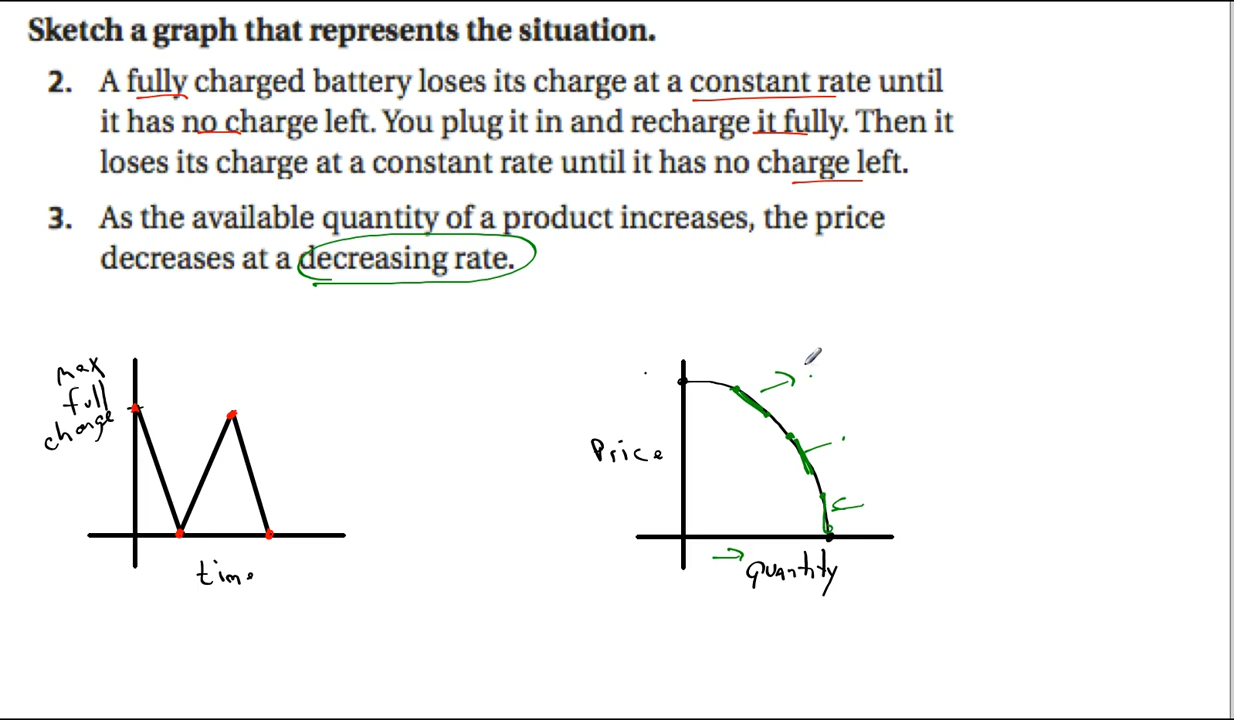 Sketch a graph that represents the situation.
2. A fully charged battery loses its charge at a constant rate until
it has no charge left. You plug it in and recharge it fully. Then it
loses its charge at a constant rate until it has no charge left.
3. As the available quantity of a product increases, the price
decreases at a decreasing rate.
max
full
charge
time
Price
quantity